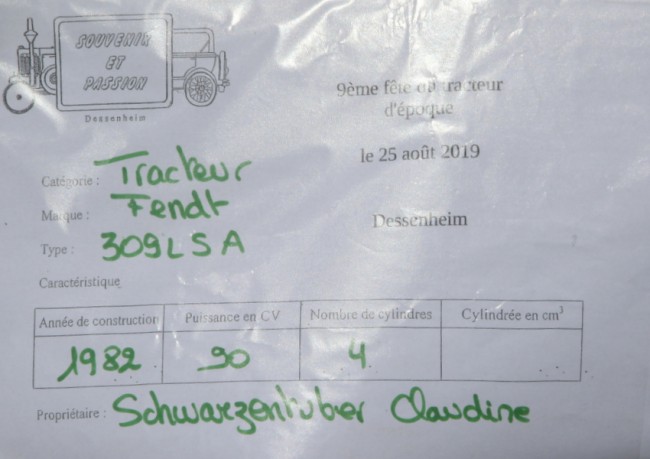 SOUVENIR
ET
PASSION
Dessenheim
9ème fête du tracteur
d'époque
le 25 août 2019
Dessenheim
Catégorie : Tracteur
Marque : Fendt
Type : 309LSA
Caractéristique
Année de construction Puissance en CV Nombre de cylindres Cylindrée en cm³
1982 90 4
Propriétaire : Schwarzentruber Claudine